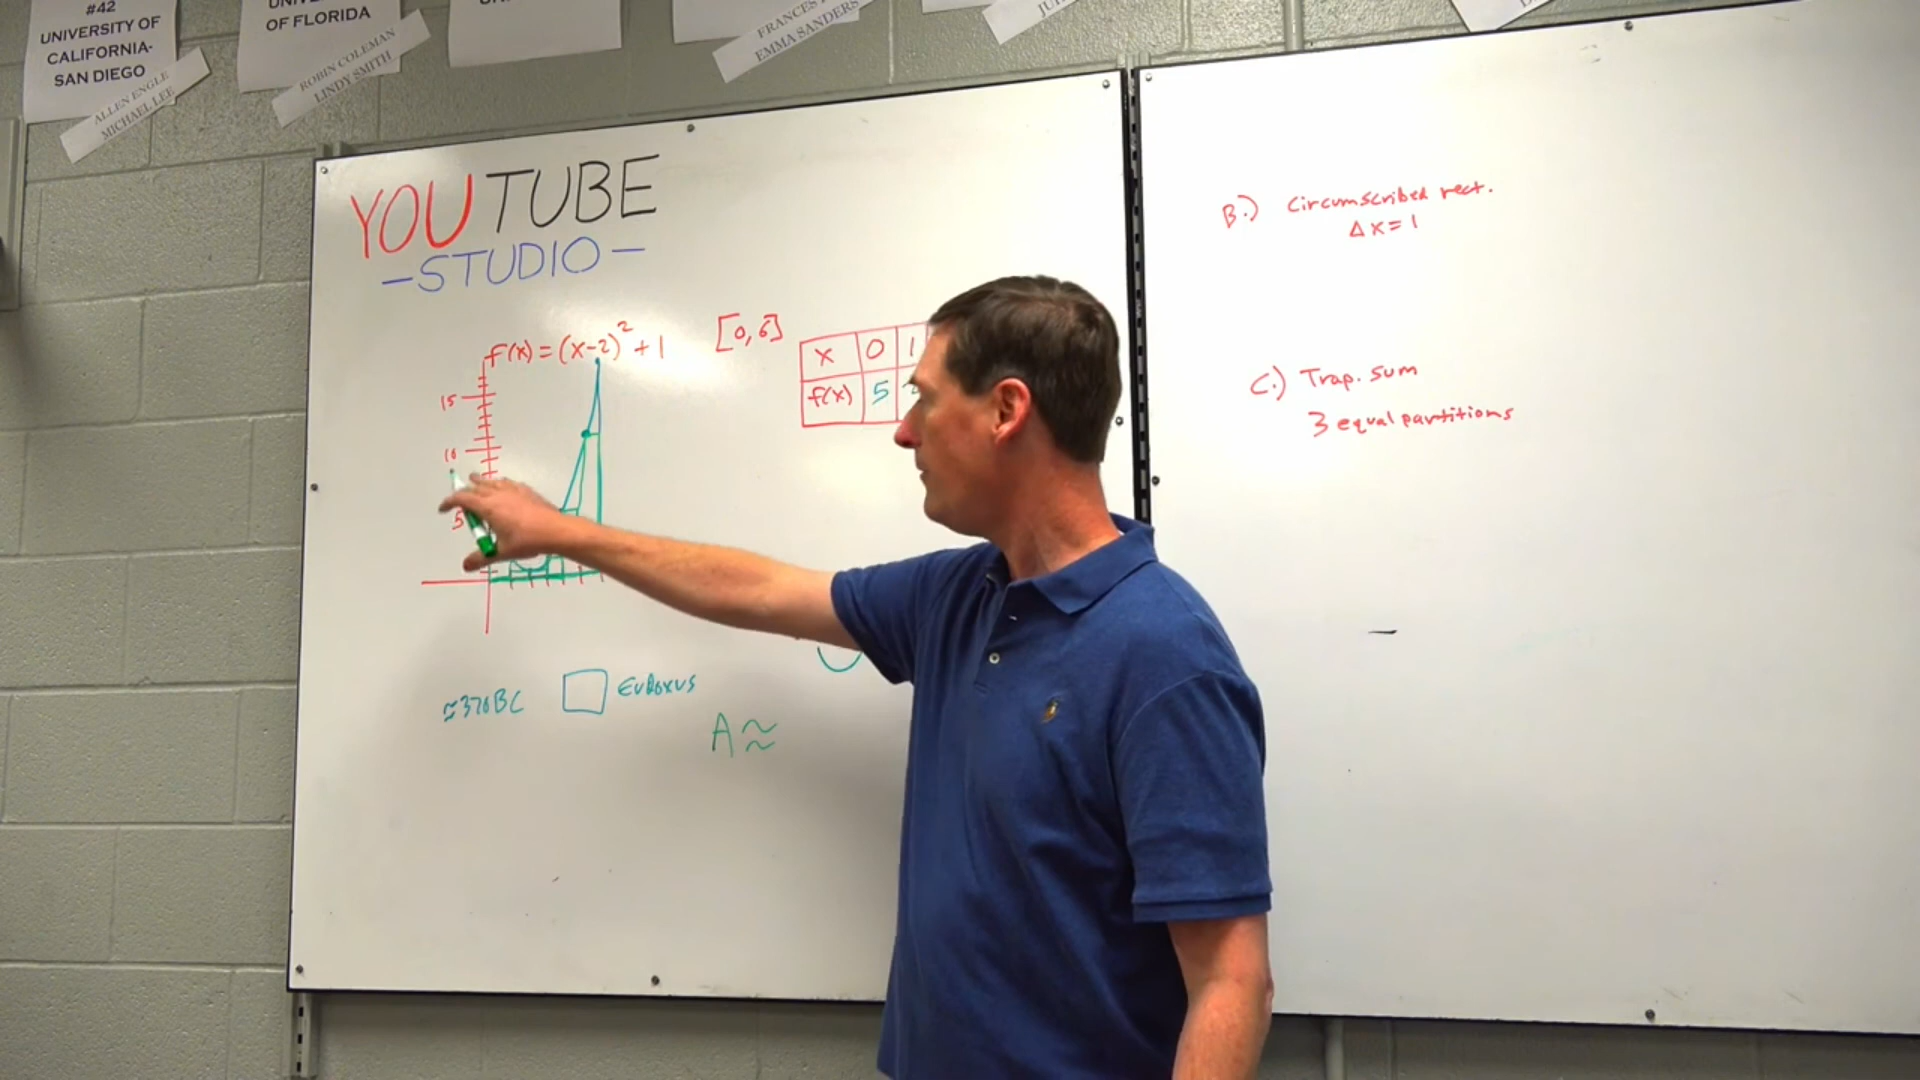 #42
UNIVERSITY OF
CALIFORNIA-
SAN DIEGO
ALLEN ENGLE
MICHAEL LEE
OF FLORIDA
ROBIN COLEMAN
LINDY SMITH
FRANCES
EMMA SANDERS
YOUTUBE
-STUDIO-
f(x) = (x-2)² + 1
[0,6]
x 0 1
f(x) 5
15
10
5
≈370BC
EUDOXUS
A≈
B.) Circumscribed rect.
Δx=1
C.) Trap. sum
3 equal partitions